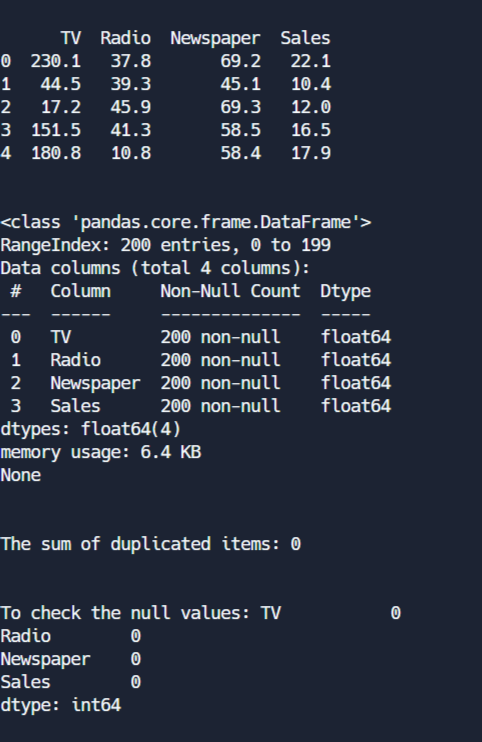 TV  Radio  Newspaper  Sales
0  230.1   37.8       69.2   22.1
1   44.5   39.3       45.1   10.4
2   17.2   45.9       69.3   12.0
3  151.5   41.3       58.5   16.5
4  180.8   10.8       58.4   17.9
<class 'pandas.core.frame.DataFrame'>
RangeIndex: 200 entries, 0 to 199
Data columns (total 4 columns):
 #   Column     Non-Null Count  Dtype
---  ------     --------------  -----
 0   TV         200 non-null    float64
 1   Radio      200 non-null    float64
 2   Newspaper  200 non-null    float64
 3   Sales      200 non-null    float64
dtypes: float64(4)
memory usage: 6.4 KB
None
The sum of duplicated items: 0
To check the null values: TV           0
Radio        0
Newspaper    0
Sales        0
dtype: int64